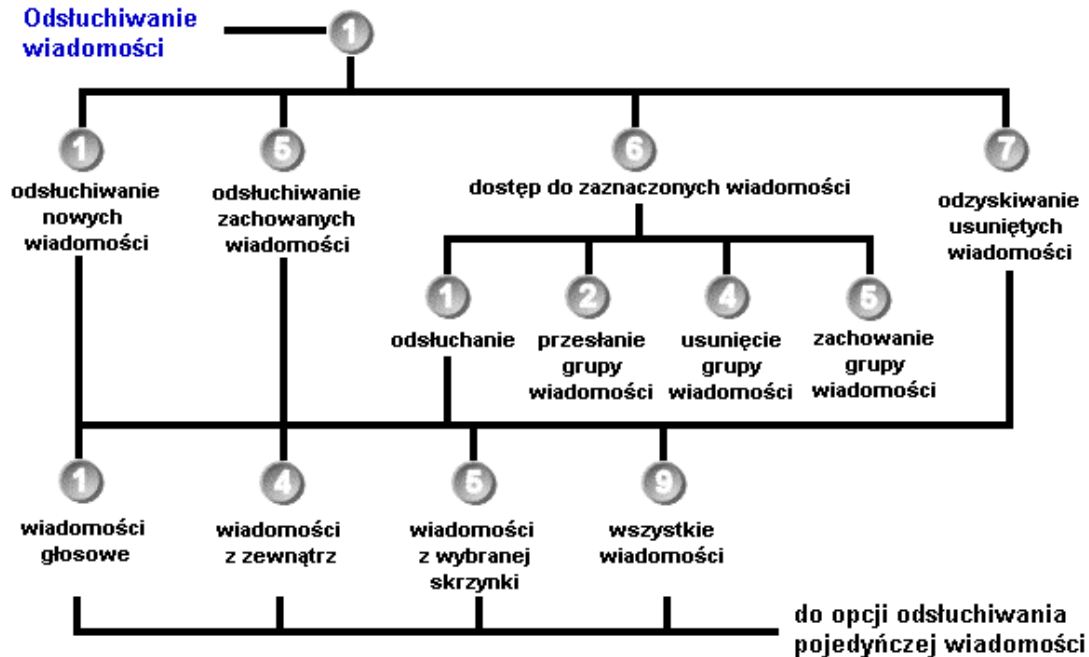 Odsłuchiwanie
wiadomości
1
1
5
6
7
odsłuchiwanie
nowych
wiadomości
odsłuchiwanie
zachowanych
wiadomości
dostęp do zaznaczonych wiadomości
odzyskiwanie
usuniętych
wiadomości
1
2
4
5
odsłuchanie
przesłanie
grupy
wiadomości
usunięcie
grupy
wiadomości
zachowanie
grupy
wiadomości
1
4
5
9
wiadomości
głosowe
wiadomości
z zewnątrz
wiadomości
z wybranej
skrzynki
wszystkie
wiadomości
do opcji odsłuchiwania
pojedyńczej wiadomości